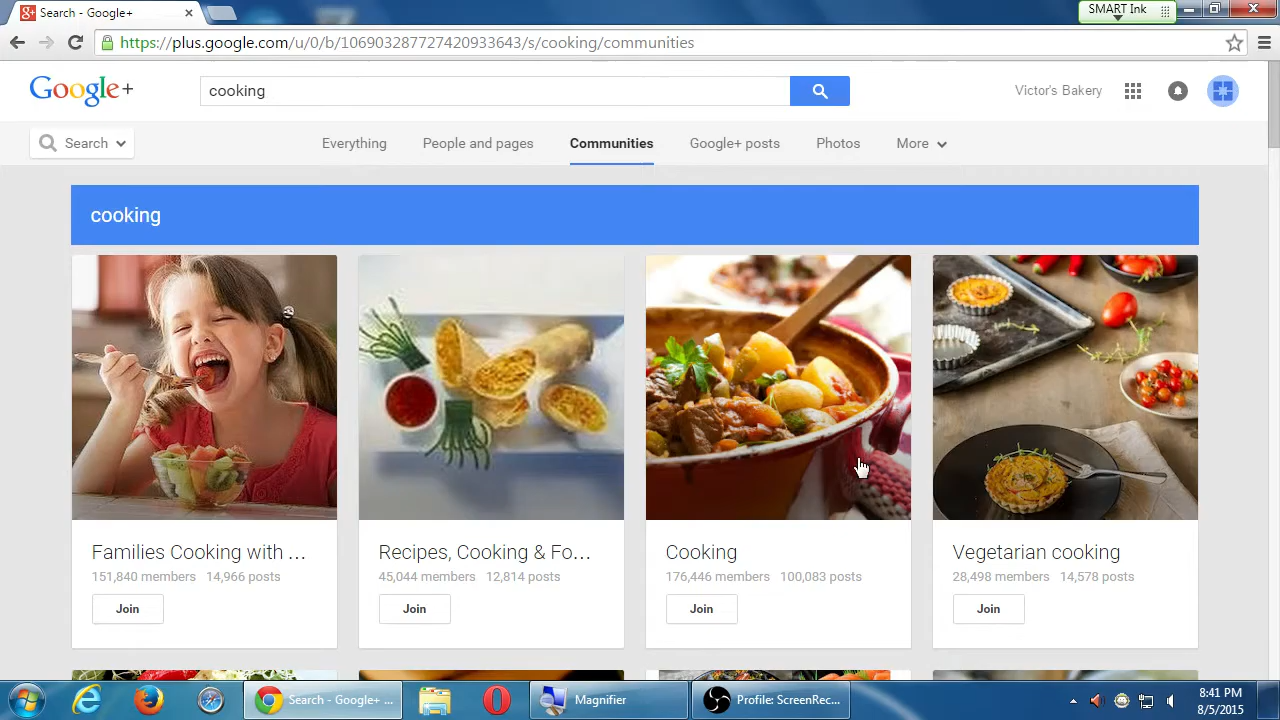 Search - Google+
SMART Ink
https://plus.google.com/u/0/b/106903287727420933643/s/cooking/communities
Google+
cooking
Victor's Bakery
Search
Everything
People and pages
Communities
Google+ posts
Photos
More
cooking
Families Cooking with ...
151,840 members 14,966 posts
Join
Recipes, Cooking & Fo...
45,044 members 12,814 posts
Join
Cooking
176,446 members 100,083 posts
Join
Vegetarian cooking
28,498 members 14,578 posts
Join
Search - Google+ ...
Magnifier
Profile: ScreenRec...
8:41 PM
8/5/2015